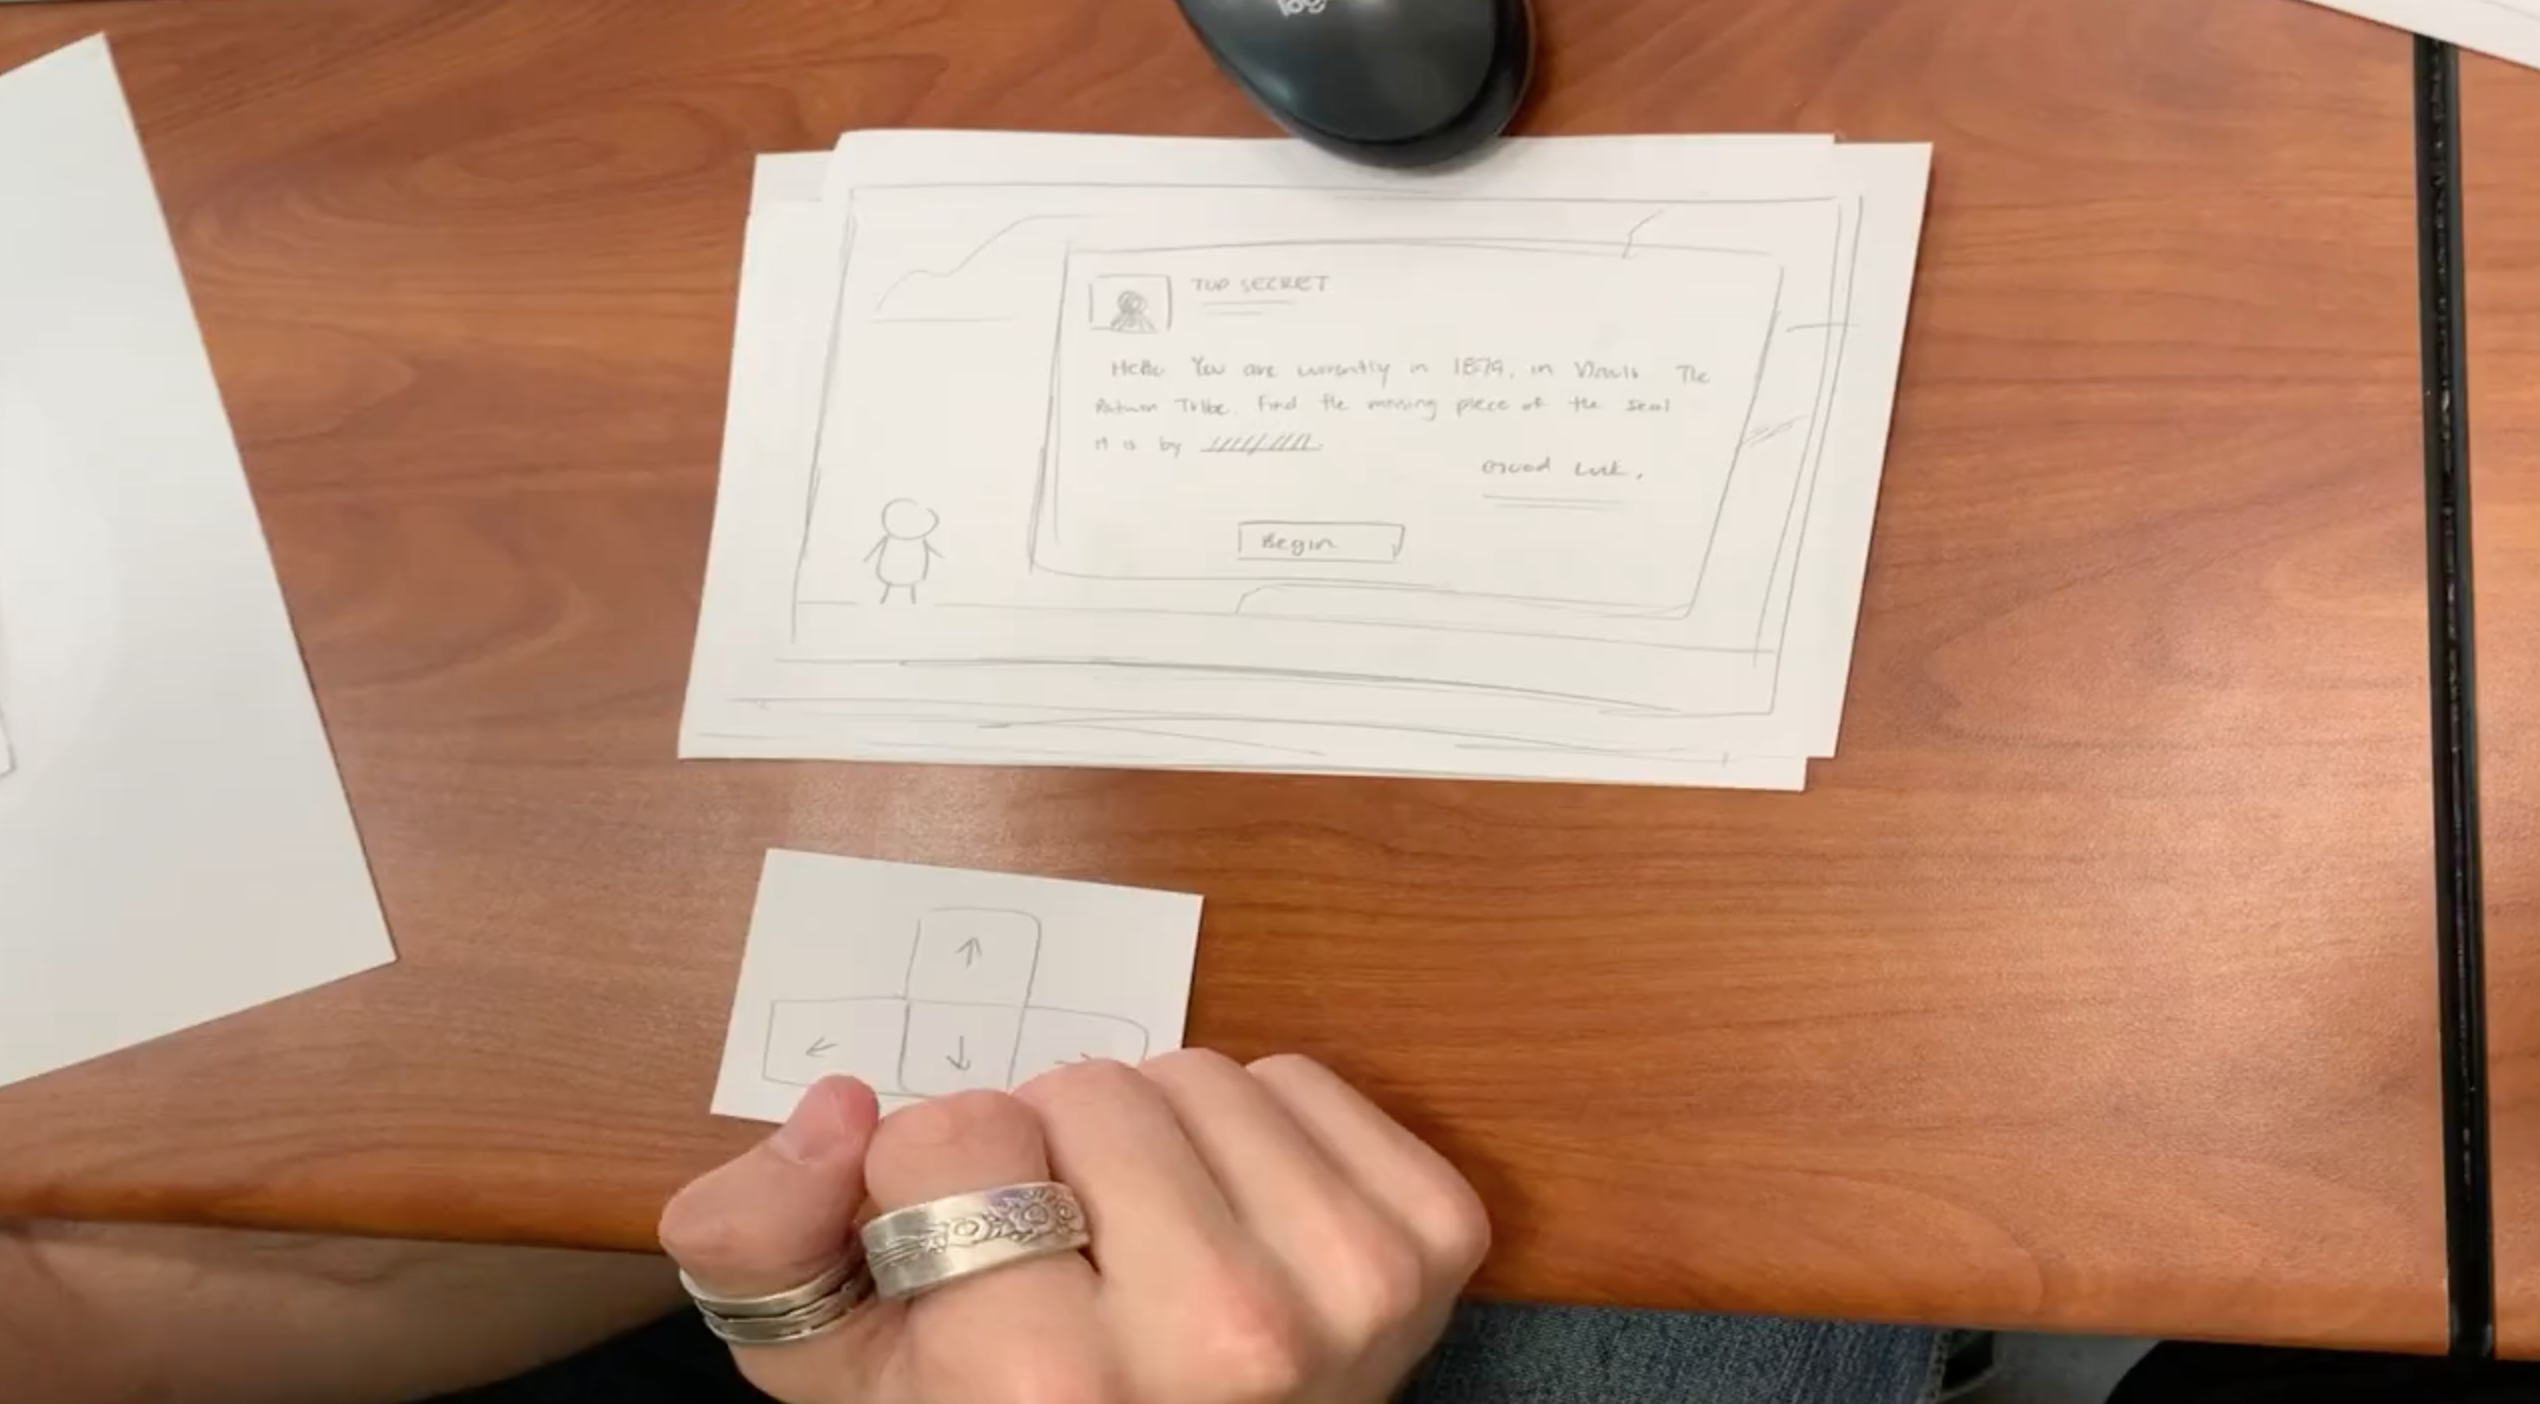 logi
TOP SECRET
Hello You are currently in 1879, in The
Tribe. Find the missing piece of the seal
it is by
Good Luck,
Begin
↑
← ↓ →